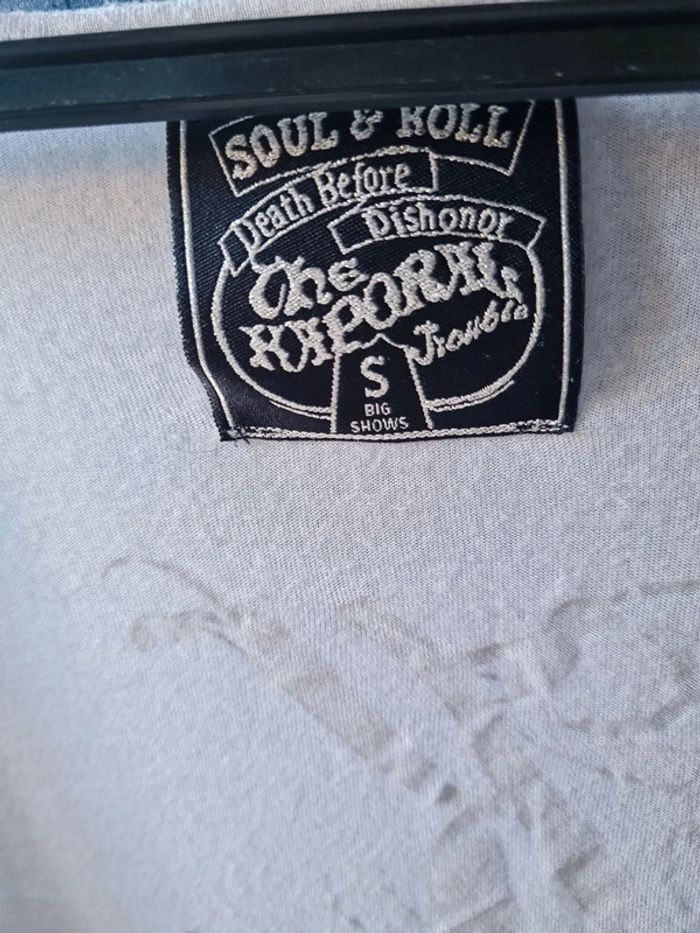 SOUL & ROLL
Death Before
Dishonor
The
KAPORAL
Trouble
S
BIG
SHOWS